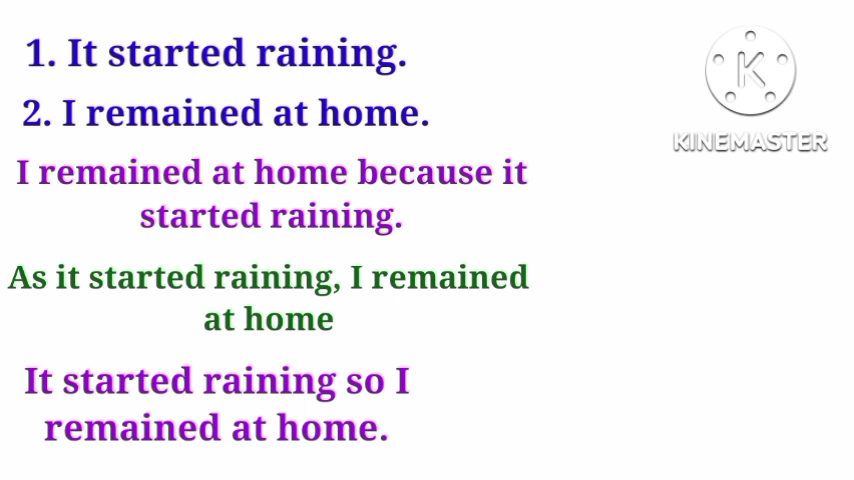 1. It started raining.
2. I remained at home.
I remained at home because it
started raining.
As it started raining, I remained
at home
It started raining so I
remained at home.
K
KINEMASTER